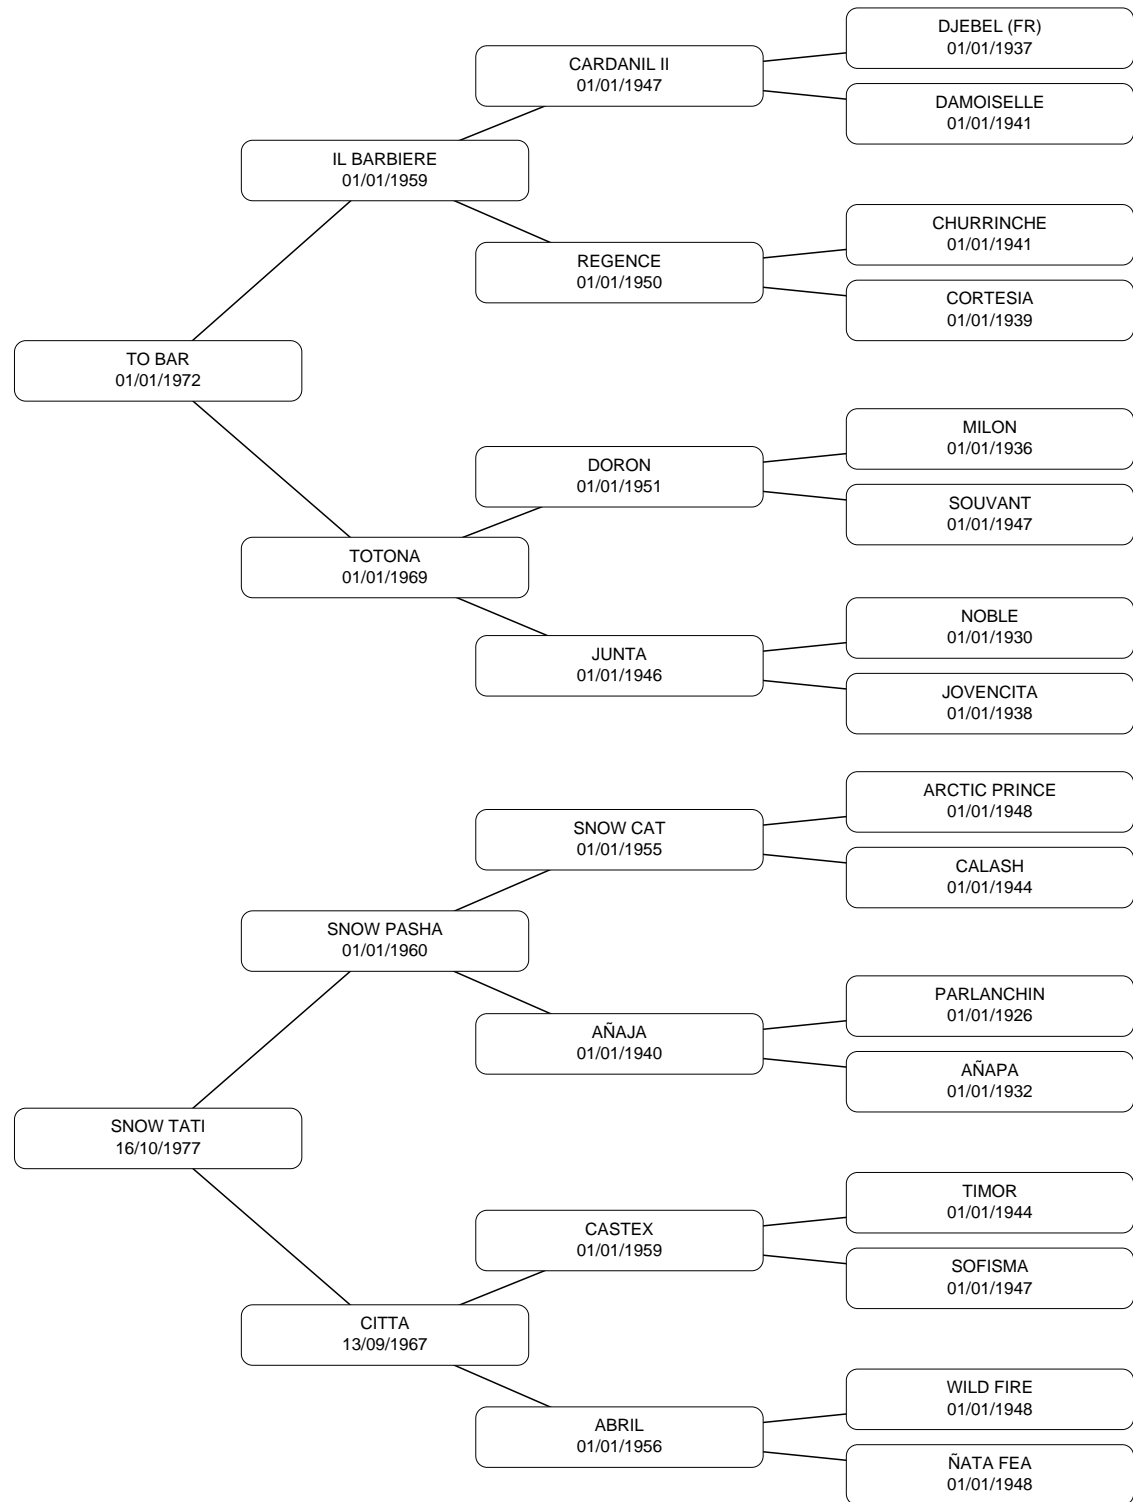 DJEBEL (FR)
01/01/1937
CARDANIL II
01/01/1947
DAMOISELLE
01/01/1941
IL BARBIERE
01/01/1959
CHURRINCHE
01/01/1941
REGENCE
01/01/1950
CORTESIA
01/01/1939
TO BAR
01/01/1972
MILON
01/01/1936
DORON
01/01/1951
SOUVANT
01/01/1947
TOTONA
01/01/1969
NOBLE
01/01/1930
JUNTA
01/01/1946
JOVENCITA
01/01/1938
ARCTIC PRINCE
01/01/1948
SNOW CAT
01/01/1955
CALASH
01/01/1944
SNOW PASHA
01/01/1960
PARLANCHIN
01/01/1926
AÑAJA
01/01/1940
AÑAPA
01/01/1932
SNOW TATI
16/10/1977
TIMOR
01/01/1944
CASTEX
01/01/1959
SOFISMA
01/01/1947
CITTA
13/09/1967
WILD FIRE
01/01/1948
ABRIL
01/01/1956
ÑATA FEA
01/01/1948